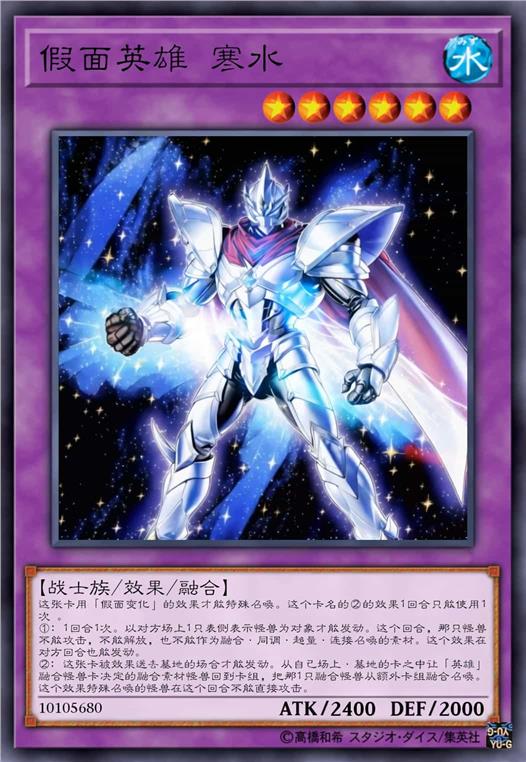 假面英雄 寒水
みず
水
【战士族/效果/融合】
这张卡用「假面变化」的效果才能特殊召唤。这个卡名的②的效果1回合只能使用1
次 。
①：1回合1次。以对方场上1只表侧表示怪兽为对象才能发动。这个回合，那只怪兽
不能攻击，不能解放，也不能作为融合·同调·超量·连接召唤的素材。这个效果在
对方回合也能发动。
②：这张卡被效果送去墓地的场合才能发动。从自己场上·墓地的卡之中让「英雄」
融合怪兽卡决定的融合素材怪兽回到卡组，把那1只融合怪兽从额外卡组融合召唤。
这个效果特殊召唤的怪兽在这个回合不能直接攻击。
10105680 ATK/2400 DEF/2000
©高橋和希 スタジオ・ダイス/集英社
YU-G